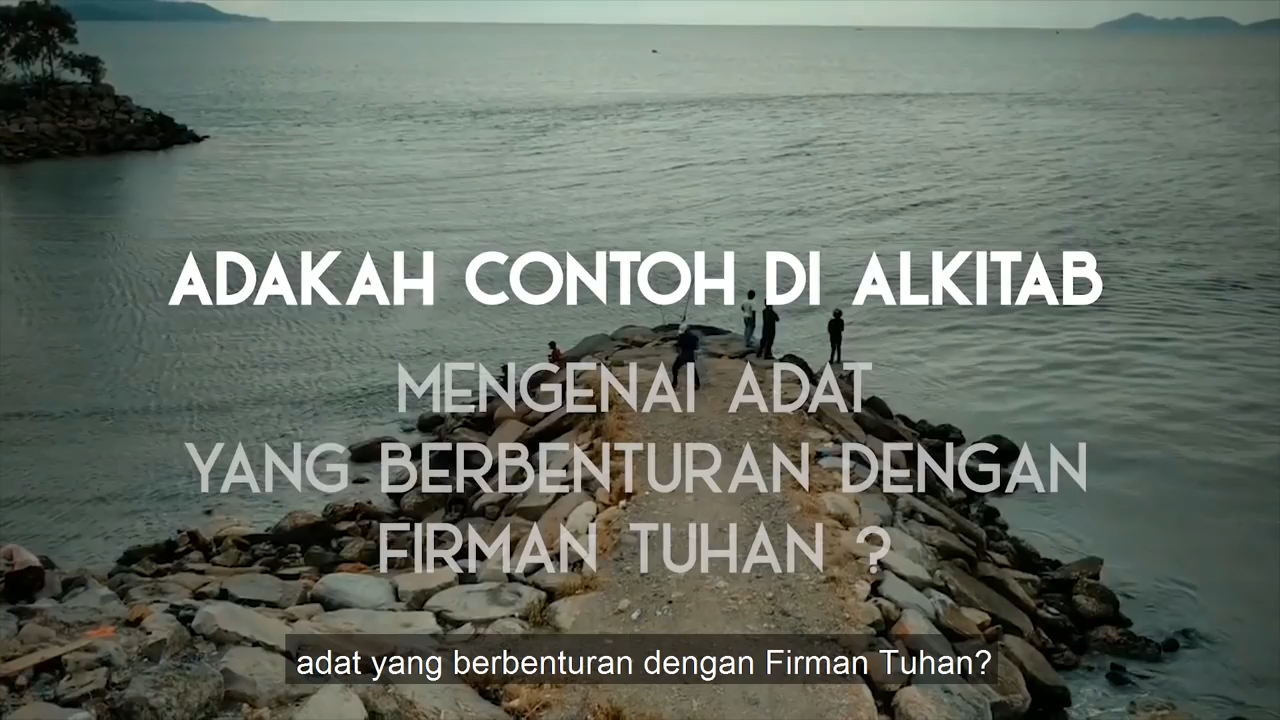 ADAKAH CONTOH DI ALKITAB
MENGENAI ADAT
YANG BERBENTURAN DENGAN
FIRMAN TUHAN ?
adat yang berbenturan dengan Firman Tuhan?